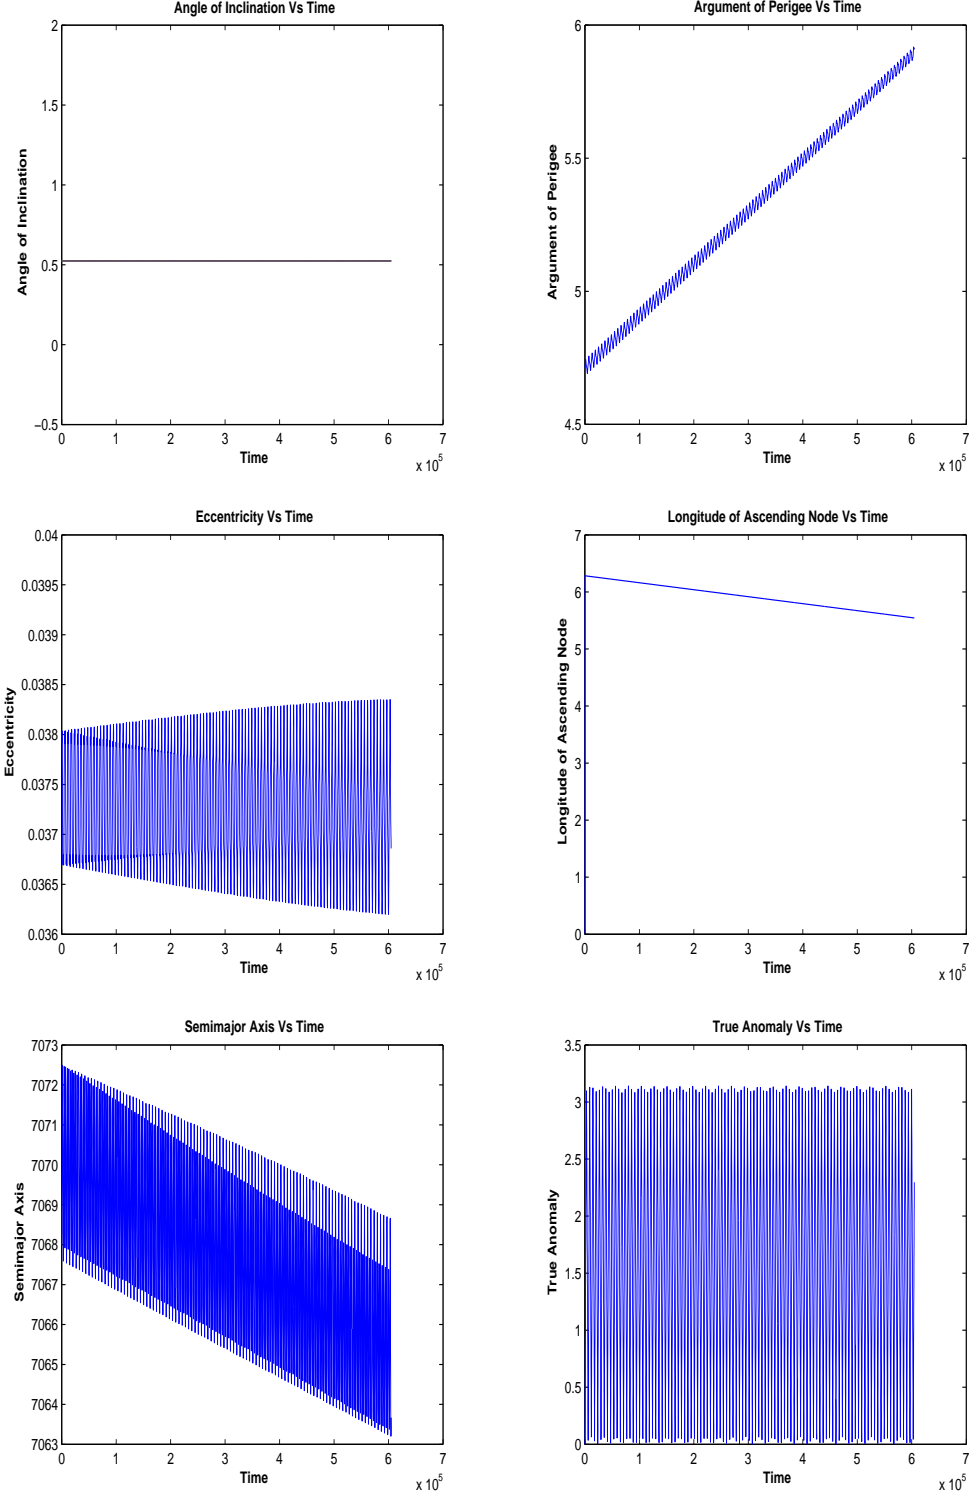 Angle of Inclination Vs Time
2
1.5
1
0.5
0
−0.5
Angle of Inclination
0 1 2 3 4 5 6 7
Time
x 10^5
Argument of Perigee Vs Time
6
5.5
5
4.5
Argument of Perigee
0 1 2 3 4 5 6 7
Time
x 10^5
Eccentricity Vs Time
0.04
0.0395
0.039
0.0385
0.038
0.0375
0.037
0.0365
0.036
Eccentricity
0 1 2 3 4 5 6 7
Time
x 10^5
Longitude of Ascending Node Vs Time
7
6
5
4
3
2
1
0
Longitude of Ascending Node
0 1 2 3 4 5 6 7
Time
x 10^5
Semimajor Axis Vs Time
7073
7072
7071
7070
7069
7068
7067
7066
7065
7064
7063
Semimajor Axis
0 1 2 3 4 5 6 7
Time
x 10^5
True Anomaly Vs Time
3.5
3
2.5
2
1.5
1
0.5
0
True Anomaly
0 1 2 3 4 5 6 7
Time
x 10^5